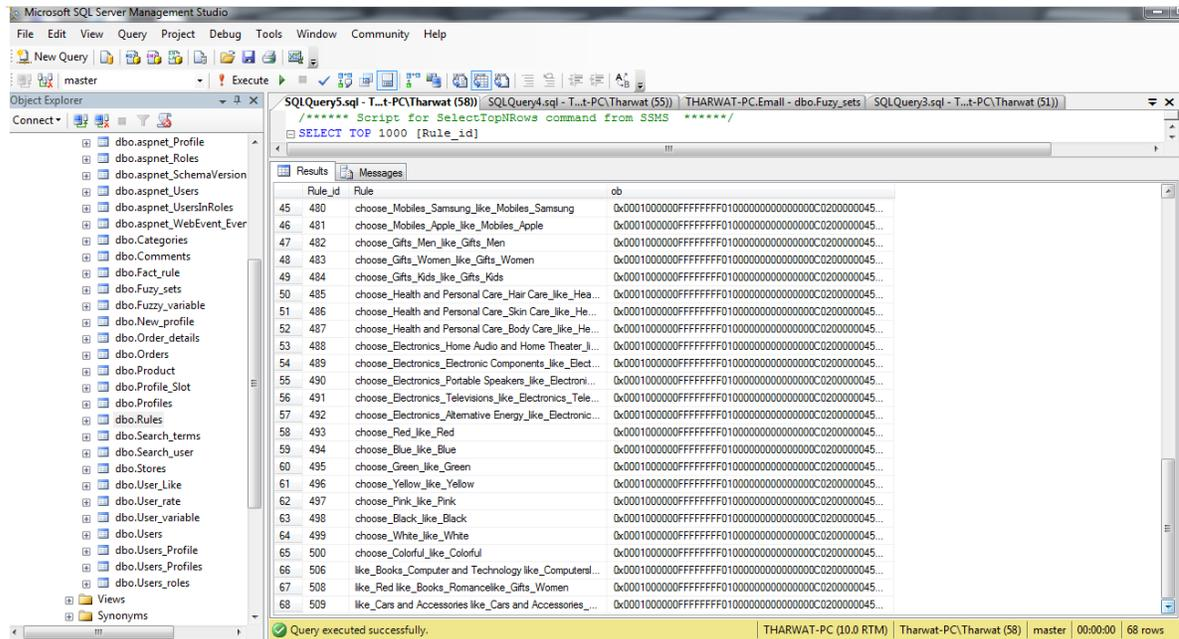 Microsoft SQL Server Management Studio
File Edit View Query Project Debug Tools Window Community Help
New Query
master Execute
Object Explorer
SQLQuery5.sql - T...t-PC\Tharwat (58)) SQLQuery4.sql - T...t-PC\Tharwat (55)) THARWAT-PC.Emall - dbo.Fuzy_sets SQLQuery3.sql - T...t-PC\Tharwat (51))
Connect
/****** Script for SelectTopNRows command from SSMS ******/
SELECT TOP 1000 [Rule_id]
dbo.aspnet_Profile
dbo.aspnet_Roles
dbo.aspnet_SchemaVersion
dbo.aspnet_Users
dbo.aspnet_UsersInRoles
dbo.aspnet_WebEvent_Ever
dbo.Categories
dbo.Comments
dbo.Fact_rule
dbo.Fuzy_sets
dbo.Fuzzy_variable
dbo.New_profile
dbo.Order_details
dbo.Orders
dbo.Product
dbo.Profile_Slot
dbo.Profiles
dbo.Rules
dbo.Search_terms
dbo.Search_user
dbo.Stores
dbo.User_Like
dbo.User_rate
dbo.User_variable
dbo.Users
dbo.Users_Profile
dbo.Users_Profiles
dbo.Users_roles
Views
Synonyms
Results Messages
Rule_id Rule ob
45 480 choose_Mobiles_Samsung_like_Mobiles_Samsung 0x0001000000FFFFFFFF01000000000000000C0200000045...
46 481 choose_Mobiles_Apple_like_Mobiles_Apple 0x0001000000FFFFFFFF01000000000000000C0200000045...
47 482 choose_Gifts_Men_like_Gifts_Men 0x0001000000FFFFFFFF01000000000000000C0200000045...
48 483 choose_Gifts_Women_like_Gifts_Women 0x0001000000FFFFFFFF01000000000000000C0200000045...
49 484 choose_Gifts_Kids_like_Gifts_Kids 0x0001000000FFFFFFFF01000000000000000C0200000045...
50 485 choose_Health and Personal Care_Hair Care_like_Hea... 0x0001000000FFFFFFFF01000000000000000C0200000045...
51 486 choose_Health and Personal Care_Skin Care_like_He... 0x0001000000FFFFFFFF01000000000000000C0200000045...
52 487 choose_Health and Personal Care_Body Care_like_He... 0x0001000000FFFFFFFF01000000000000000C0200000045...
53 488 choose_Electronics_Home Audio and Home Theater_li... 0x0001000000FFFFFFFF01000000000000000C0200000045...
54 489 choose_Electronics_Electronic Components_like_Elect... 0x0001000000FFFFFFFF01000000000000000C0200000045...
55 490 choose_Electronics_Portable Speakers_like_Electroni... 0x0001000000FFFFFFFF01000000000000000C0200000045...
56 491 choose_Electronics_Televisions_like_Electronics_Tele... 0x0001000000FFFFFFFF01000000000000000C0200000045...
57 492 choose_Electronics_Alternative Energy_like_Electronic... 0x0001000000FFFFFFFF01000000000000000C0200000045...
58 493 choose_Red_like_Red 0x0001000000FFFFFFFF01000000000000000C0200000045...
59 494 choose_Blue_like_Blue 0x0001000000FFFFFFFF01000000000000000C0200000045...
60 495 choose_Green_like_Green 0x0001000000FFFFFFFF01000000000000000C0200000045...
61 496 choose_Yellow_like_Yellow 0x0001000000FFFFFFFF01000000000000000C0200000045...
62 497 choose_Pink_like_Pink 0x0001000000FFFFFFFF01000000000000000C0200000045...
63 498 choose_Black_like_Black 0x0001000000FFFFFFFF01000000000000000C0200000045...
64 499 choose_White_like_White 0x0001000000FFFFFFFF01000000000000000C0200000045...
65 500 choose_Colorful_like_Colorful 0x0001000000FFFFFFFF01000000000000000C0200000045...
66 506 like_Books_Computer and Technology like_Computersl... 0x0001000000FFFFFFFF01000000000000000C0200000045...
67 508 like_Red like_Books_Romancelike_Gifts_Women 0x0001000000FFFFFFFF01000000000000000C0200000045...
68 509 like_Cars and Accessories like_Cars and Accessories_... 0x0001000000FFFFFFFF01000000000000000C0200000045...
Query executed successfully. THARWAT-PC (10.0 RTM) Tharwat-PC\Tharwat (58) master 00:00:00 68 rows